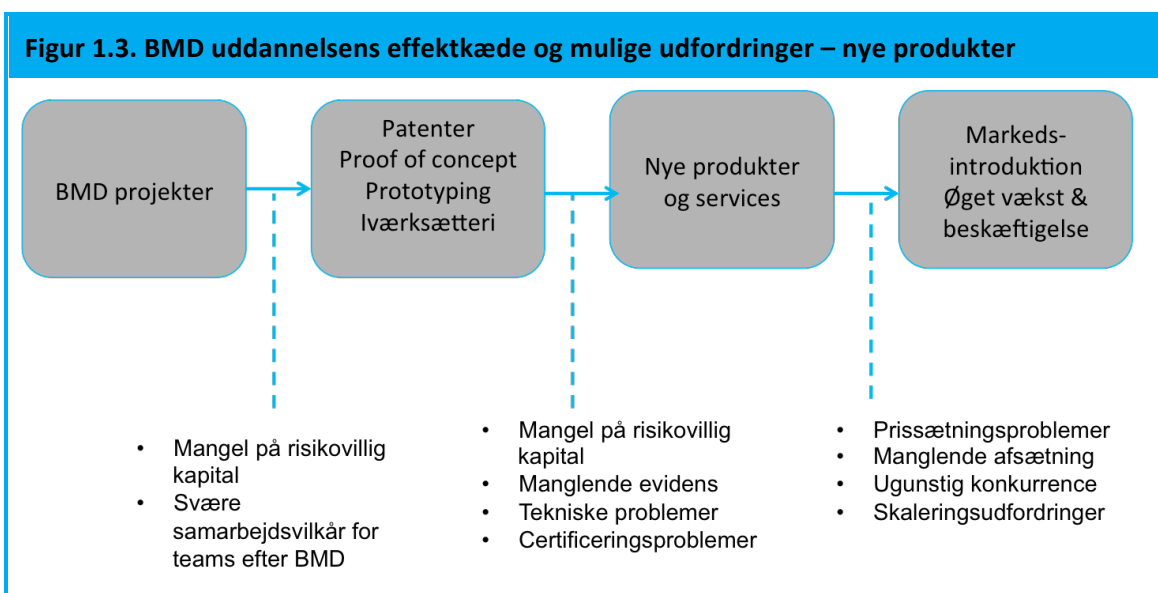 Figur 1.3. BMD uddannelsens effektkæde og mulige udfordringer – nye produkter
BMD projekter
Patenter
Proof of concept
Prototyping
Iværksætteri
Nye produkter
og services
Markeds-
introduktion
Øget vækst &
beskæftigelse
• Mangel på risikovillig
kapital
• Svære
samarbejdsvilkår for
teams efter BMD
• Mangel på risikovillig
kapital
• Manglende evidens
• Tekniske problemer
• Certificeringsproblemer
• Prissætningsproblemer
• Manglende afsætning
• Ugunstig konkurrence
• Skaleringsudfordringer